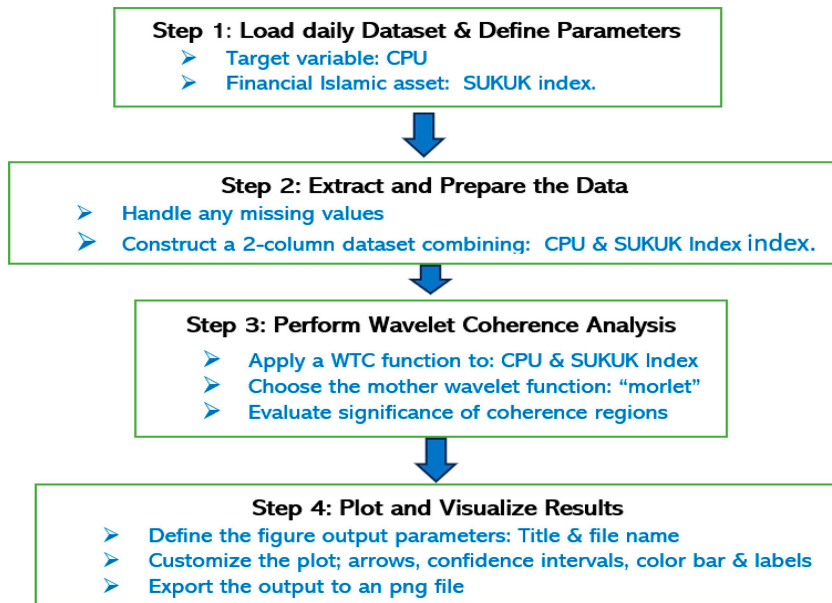 Step 1: Load daily Dataset & Define Parameters
➢ Target variable: CPU
➢ Financial Islamic asset: SUKUK index.
Step 2: Extract and Prepare the Data
➢ Handle any missing values
➢ Construct a 2-column dataset combining: CPU & SUKUK Index index.
Step 3: Perform Wavelet Coherence Analysis
➢ Apply a WTC function to: CPU & SUKUK Index
➢ Choose the mother wavelet function: “morlet”
➢ Evaluate significance of coherence regions
Step 4: Plot and Visualize Results
➢ Define the figure output parameters: Title & file name
➢ Customize the plot; arrows, confidence intervals, color bar & labels
➢ Export the output to an png file